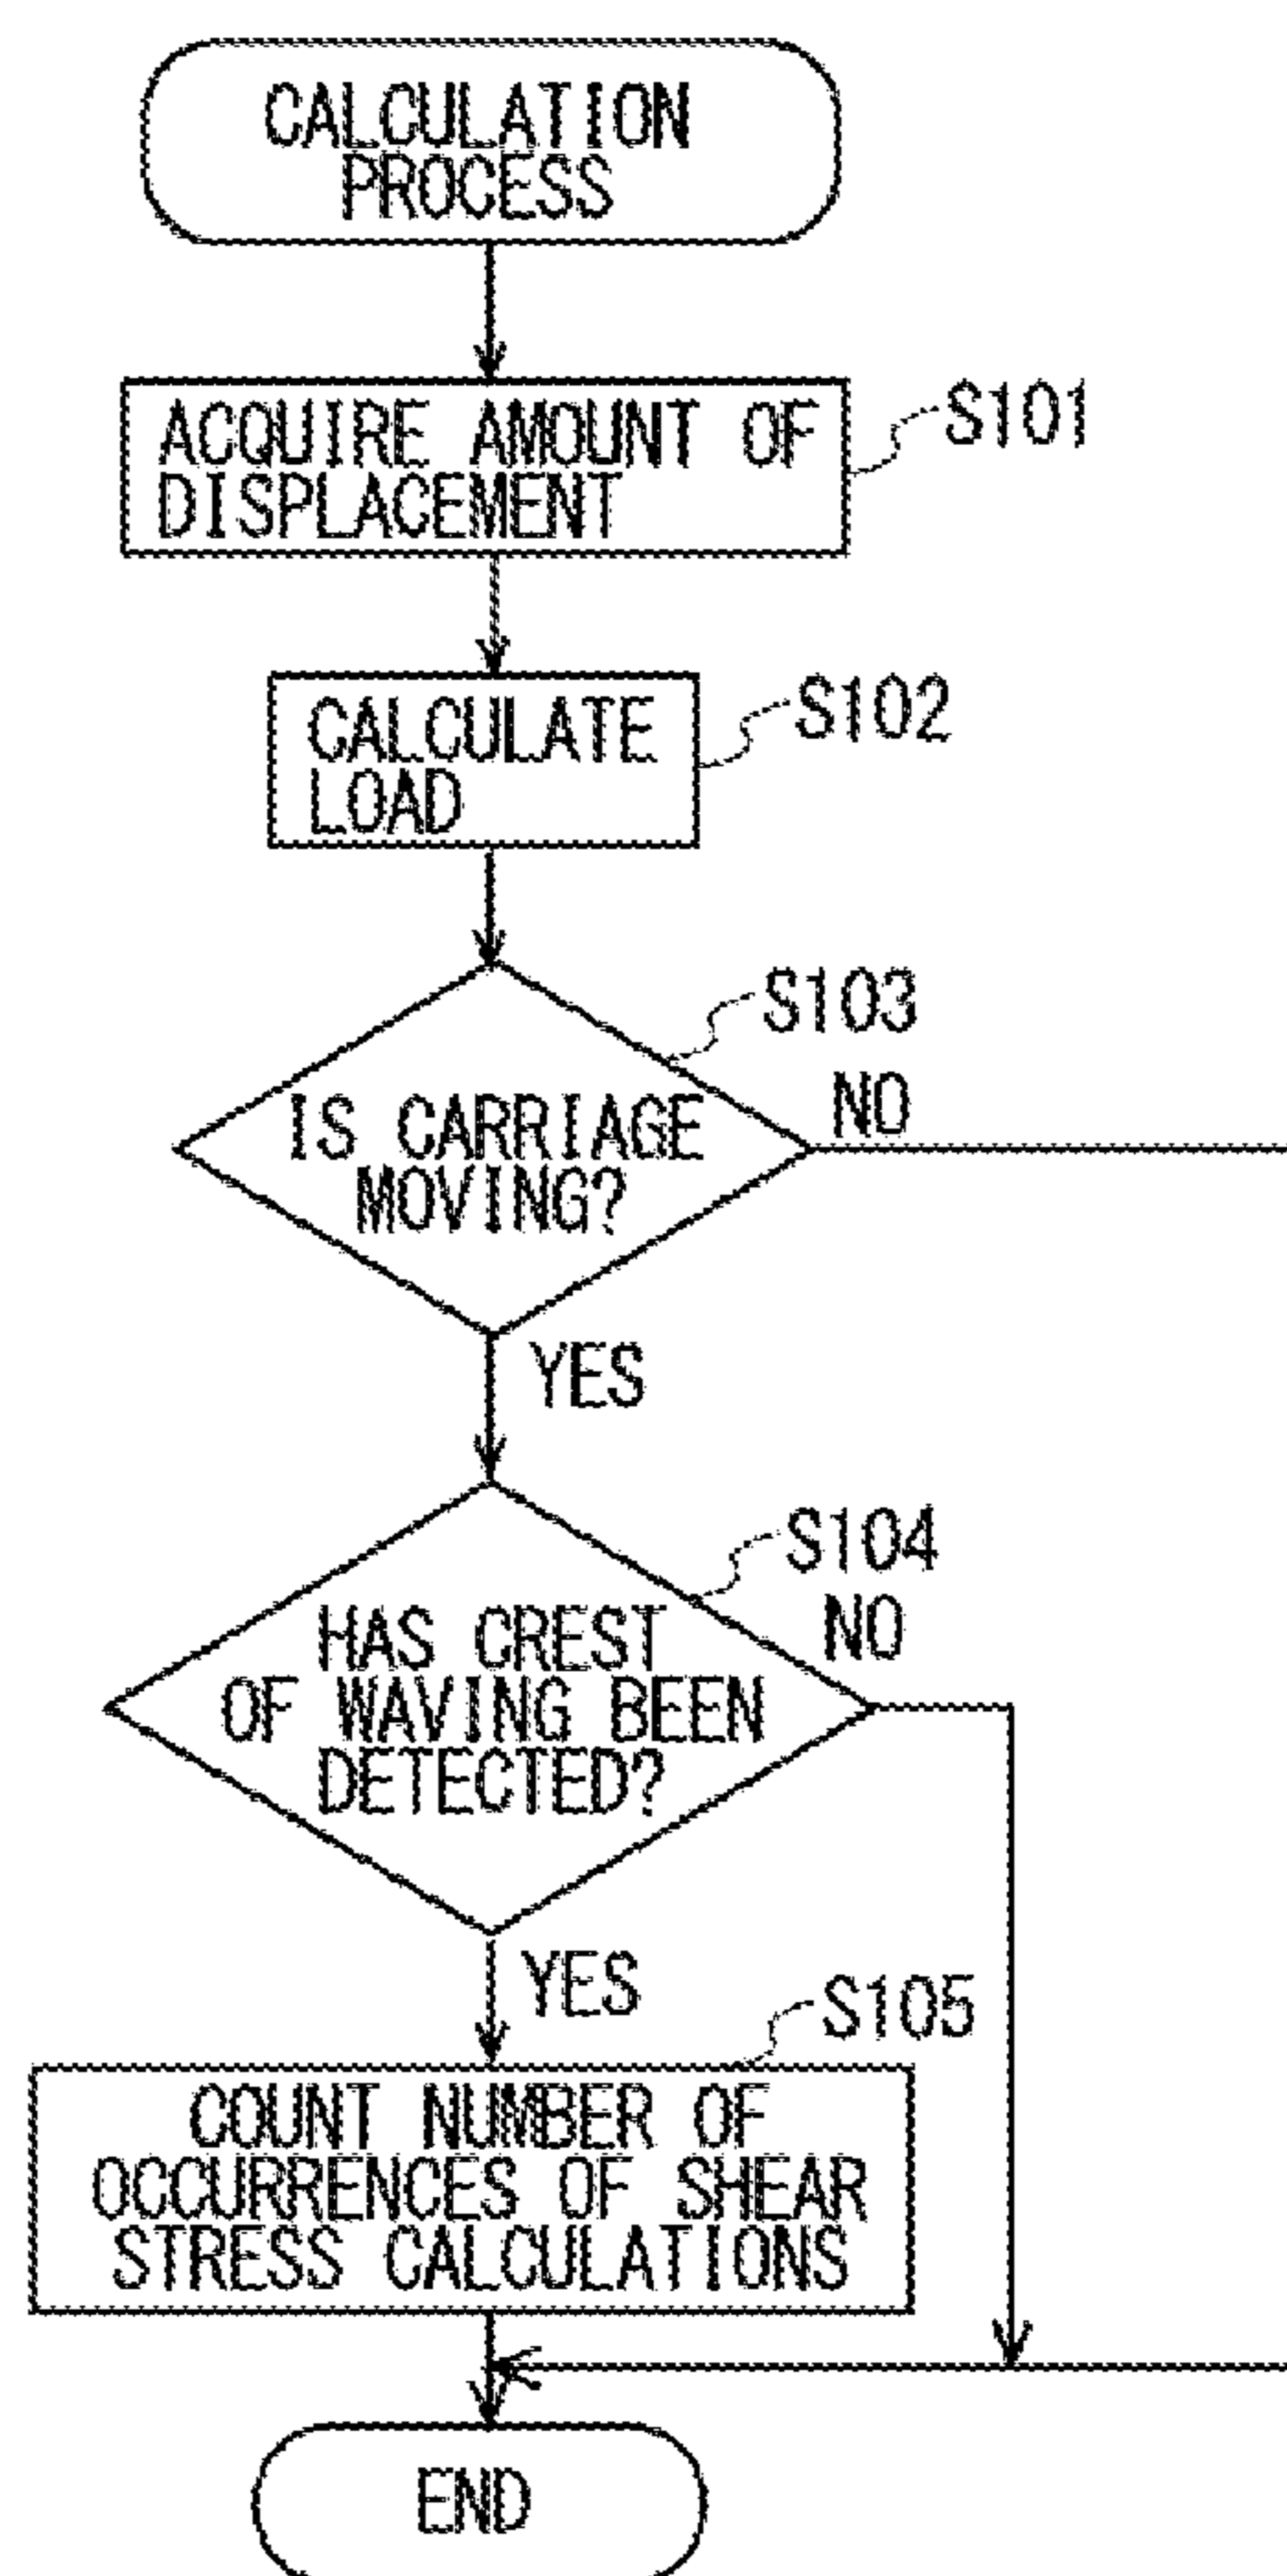 CALCULATION
PROCESS
ACQUIRE AMOUNT OF
DISPLACEMENT
S101
CALCULATE
LOAD
S102
IS CARRIAGE
MOVING?
S103
NO
YES
HAS CREST
OF WAVING BEEN
DETECTED?
S104
NO
YES
S105
COUNT NUMBER OF
OCCURRENCES OF SHEAR
STRESS CALCULATIONS
END